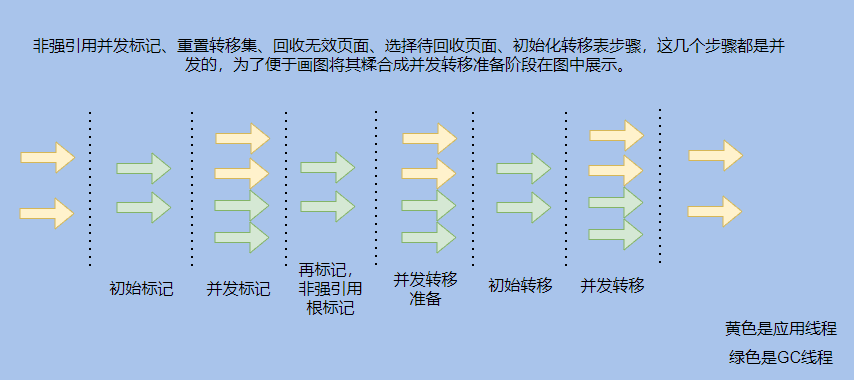 非强引用并发标记、重置转移集、回收无效页面、选择待回收页面、初始化转移表步骤，这几个步骤都是并
发的，为了便于画图将其糅合成并发转移准备阶段在图中展示。
初始标记
并发标记
再标记，
非强引用
根标记
并发转移
准备
初始转移
并发转移
黄色是应用线程
绿色是GC线程